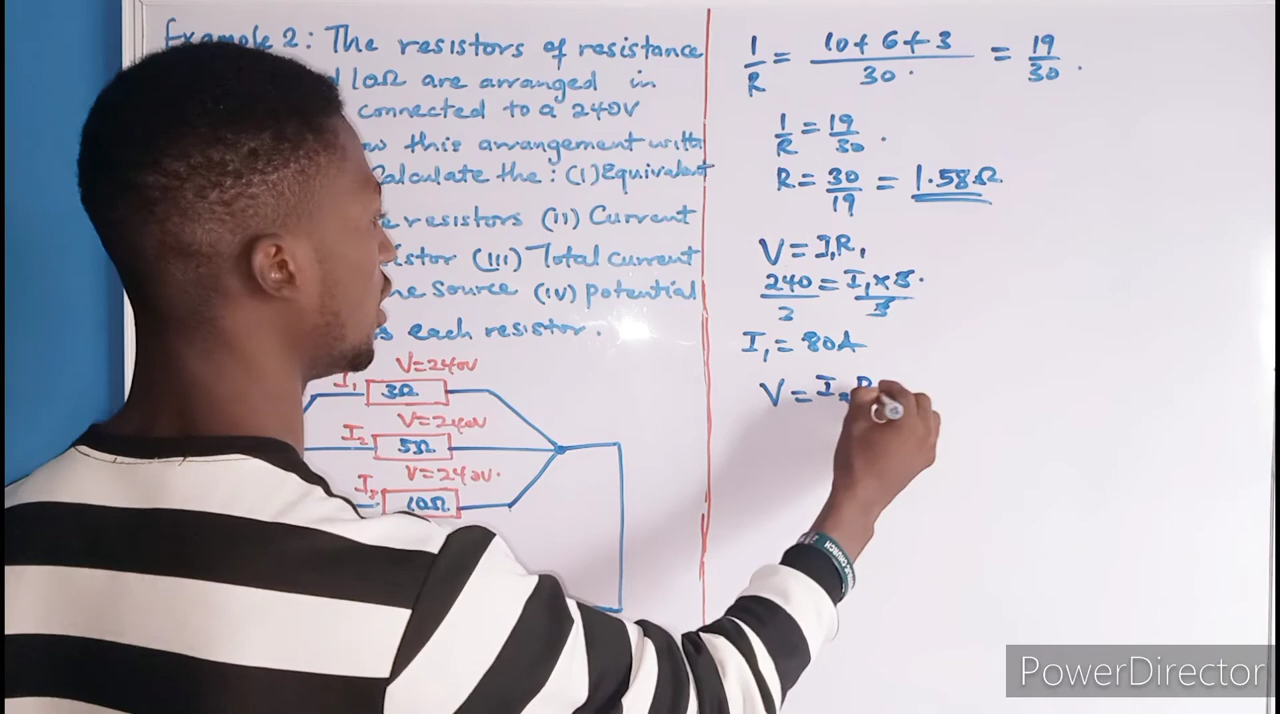 Example 2: The resistors of resistance
10Ω are arranged in
connected to a 240V
this arrangement with
Calculate the: (i) Equivalent
resistors (ii) Current
(iii) Total current
Source (iv) potential
each resistor.
V=240V
I₁ 3Ω
V=240V
I₂ 5Ω
V=240V.
10Ω
1/R = 10+6+3/30. = 19/30.
1/R = 19/30.
R = 30/19 = 1.58Ω
V = I₁R₁
240/3 = I₁×3/3.
I₁ = 80A
V = I₂R
CHURCH
PowerDirector